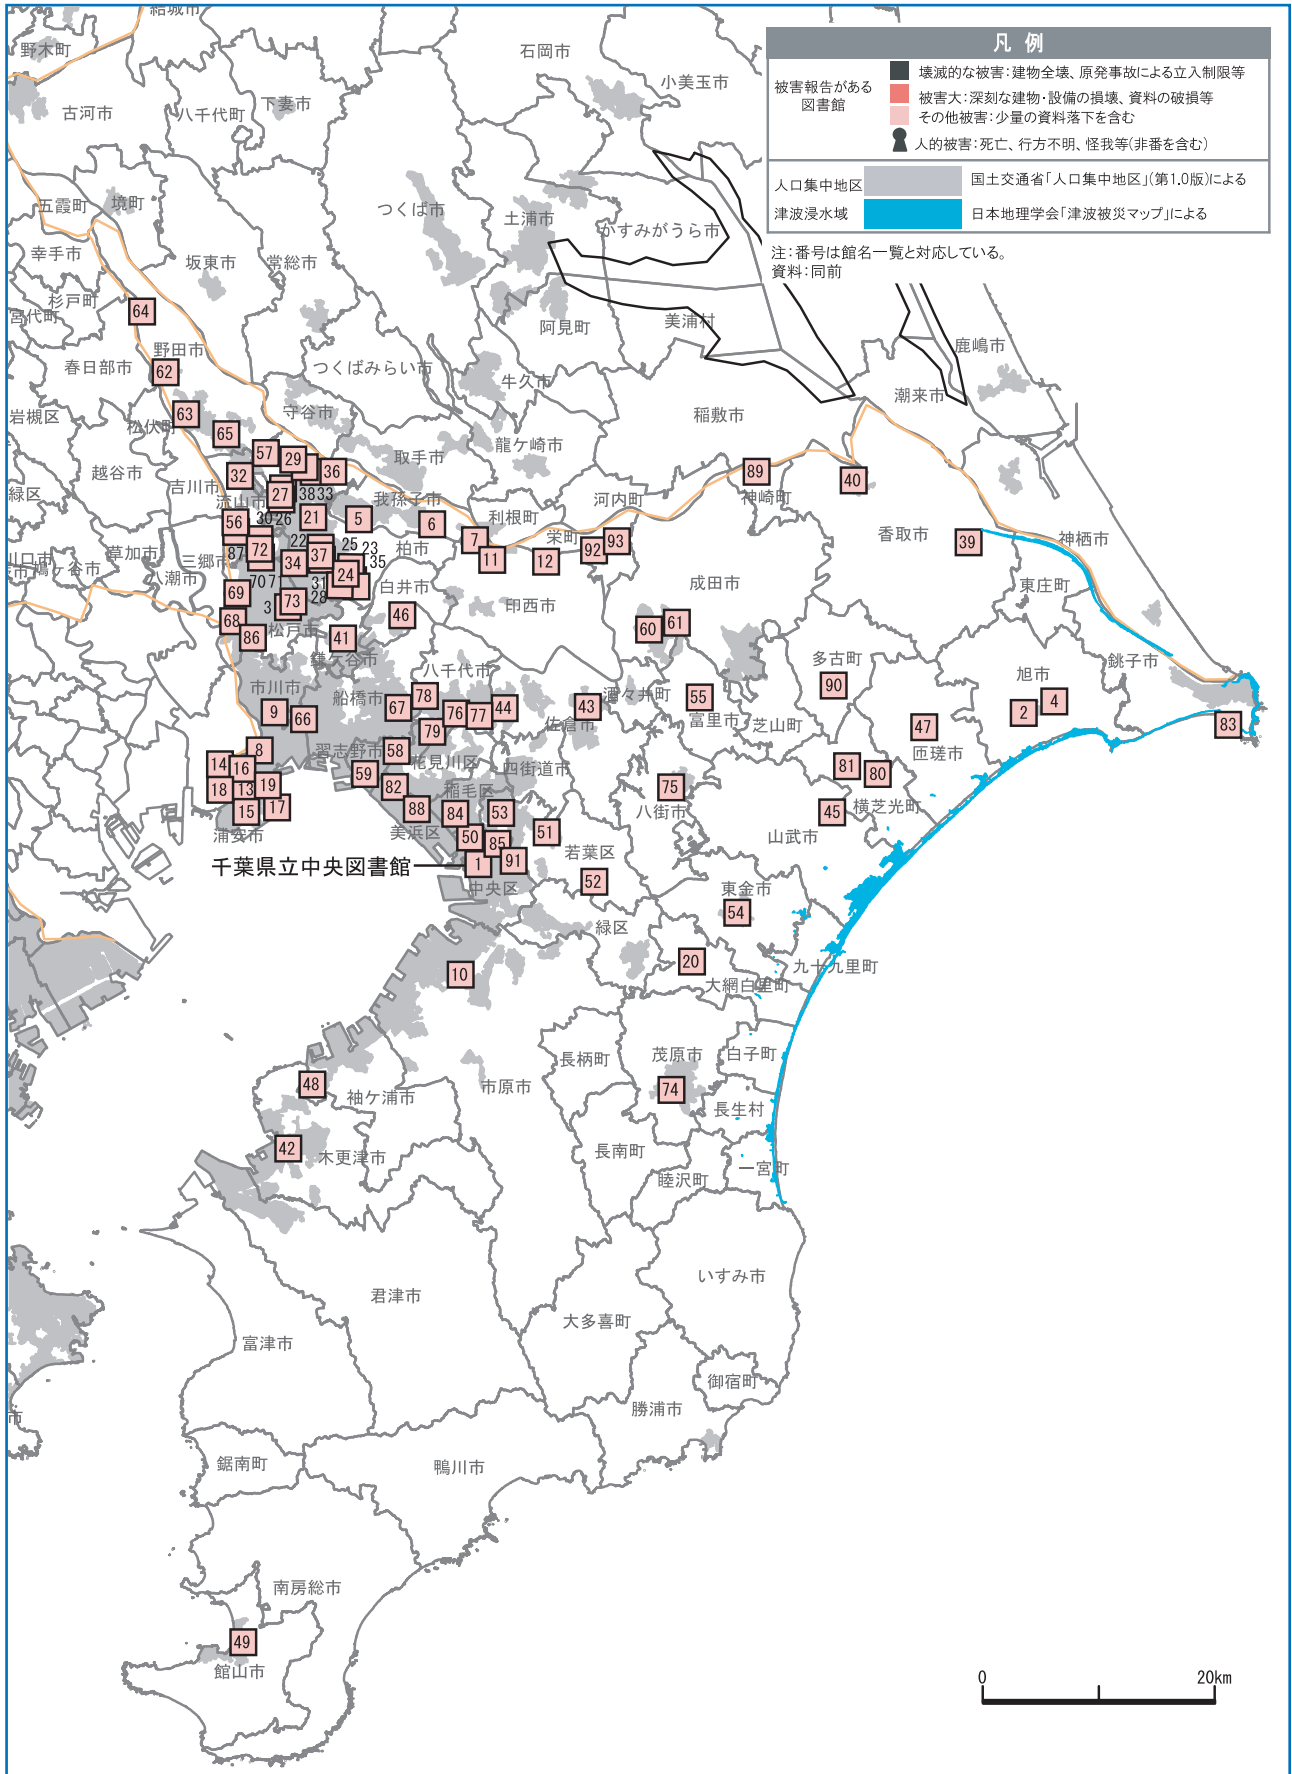 結城市
野木町
古河市
八千代町
下妻市
石岡市
小美玉市
凡 例
被害報告がある
図書館
壊滅的な被害：建物全壊、原発事故による立入制限等
被害大：深刻な建物・設備の損壊、資料の破損等
その他被害：少量の資料落下を含む
人的被害：死亡、行方不明、怪我等（非番を含む）
人口集中地区
国土交通省「人口集中地区」（第1.0版）による
津波浸水域
日本地理学会「津波被災マップ」による
注：番号は館名一覧と対応している。
資料：同前
五霞町
境町
つくば市
土浦市
かすみがうら市
幸手市
坂東市
常総市
杉戸町
宮代町
64
阿見町
美浦村
野田市
春日部市
62
つくばみらい市
牛久市
鹿嶋市
潮来市
稲敷市
岩槻区
松伏町
63
守谷市
65
龍ケ崎市
取手市
57
29
36
越谷市
32
吉川市
緑区
流山市
27
38
33
我孫子市
河内町
89
神崎町
40
30
26
21
5
6
利根町
栄町
56
草加市
三郷市
87
72
22
37
25
23
35
柏市
7
11
12
92
93
香取市
39
神栖市
川口市
鳩ヶ谷市
八潮市
34
24
白井市
成田市
東庄町
70
71
31
28
69
3
73
46
印西市
68
86
松戸市
41
60
61
鎌ケ谷市
八千代市
多古町
旭市
銚子市
市川市
船橋市
67
78
90
酒々井町
55
富里市
芝山町
9
66
76
77
44
43
佐倉市
2
4
83
79
47
匝瑳市
習志野市
58
花見川区
8
14
16
四街道市
59
81
80
18
13
19
82
稲毛区
75
八街市
横芝光町
15
17
浦安市
88
美浜区
84
53
45
山武市
50
85
51
若葉区
千葉県立中央図書館
1
91
中央区
52
東金市
54
緑区
20
10
大網白里町
九十九里町
長柄町
茂原市
白子町
48
袖ケ浦市
市原市
74
長生村
42
木更津市
長南町
睦沢町
一宮町
いすみ市
君津市
大多喜町
富津市
御宿町
勝浦市
市
鋸南町
鴨川市
南房総市
49
館山市
0
20km